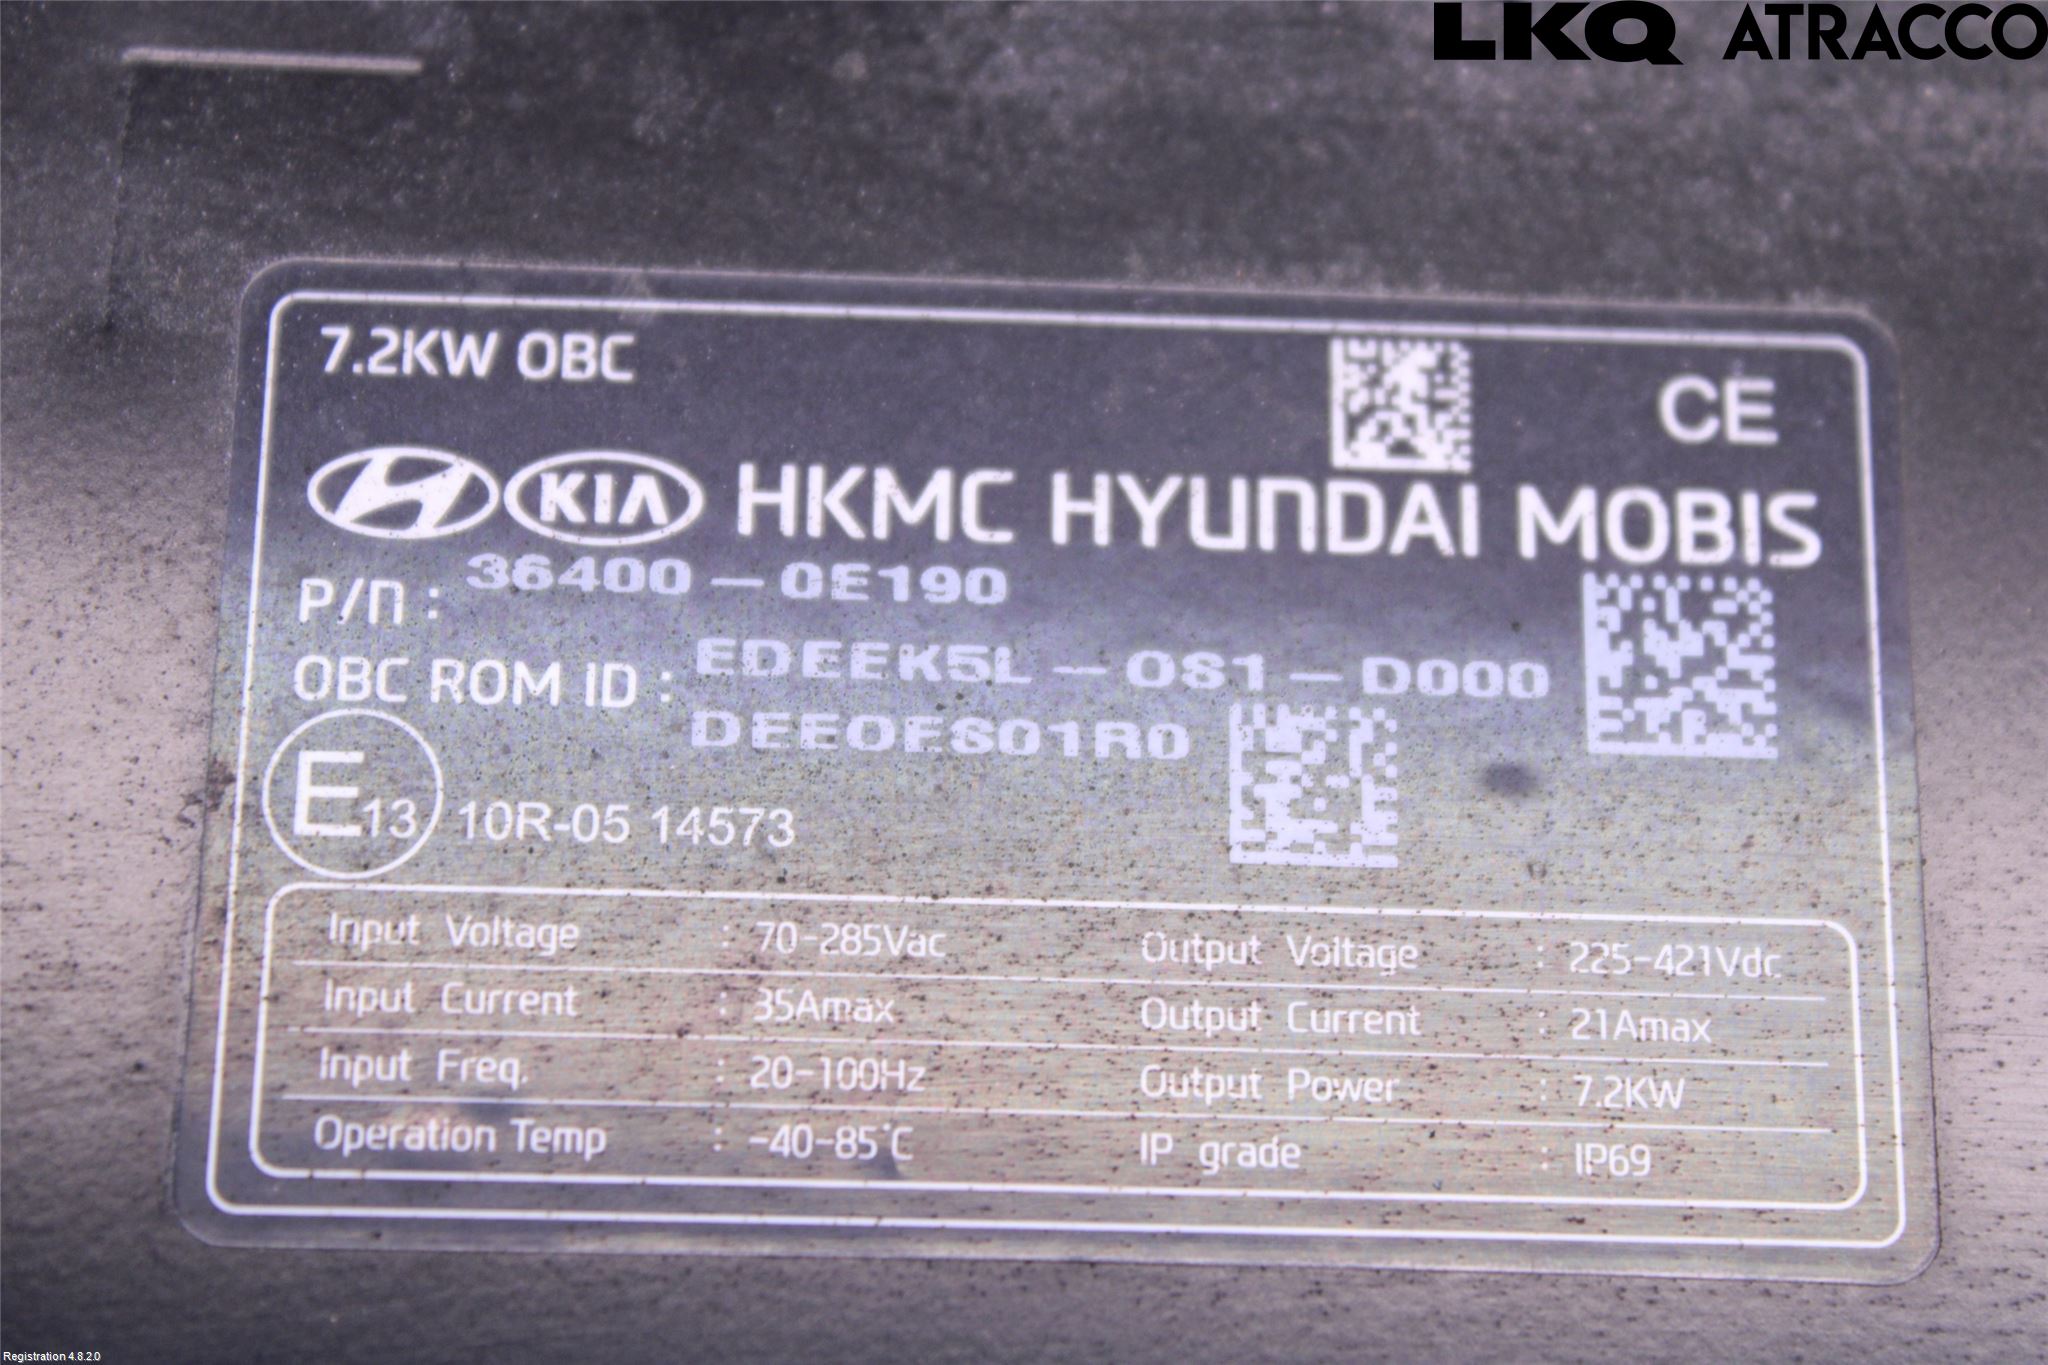 LKQ ATRACCO
7.2KW OBC
CE
KIA HKMC HYUNDAI MOBIS
P/N : 36400-0E190
OBC ROM ID : EDEEK5L-OS1-D000
DEEOES01R0
E13 10R-05 14573
Input Voltage : 70-285Vac Output Voltage : 225-421Vdc
Input Current : 35Amax Output Current : 21Amax
Input Freq. : 20-100Hz Output Power : 7.2KW
Operation Temp : -40-85°C IP grade : IP69
Registration 4.8.2.0